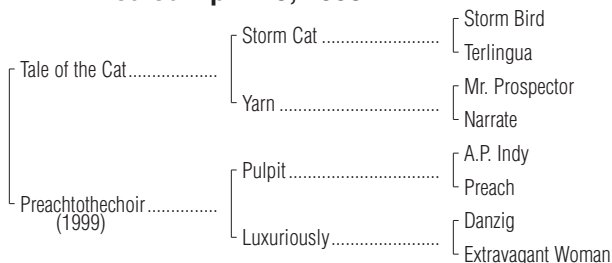 Storm Bird
Storm Cat..........................
Terlingua
Tale of the Cat...................
Mr. Prospector
Yarn ..................................
Narrate
A.P. Indy
Pulpit................................
Preach
Preachtothechoir...............
(1999)
Danzig
Luxuriously.......................
Extravagant Woman